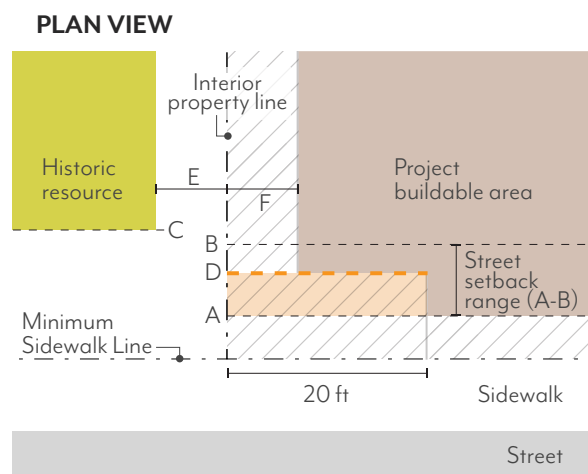 PLAN VIEW
Interior
property line
Historic
resource
E
F
Project
buildable area
C
B
D
A
Street
setback
range (A-B)
Minimum
Sidewalk Line
20 ft
Sidewalk
Street